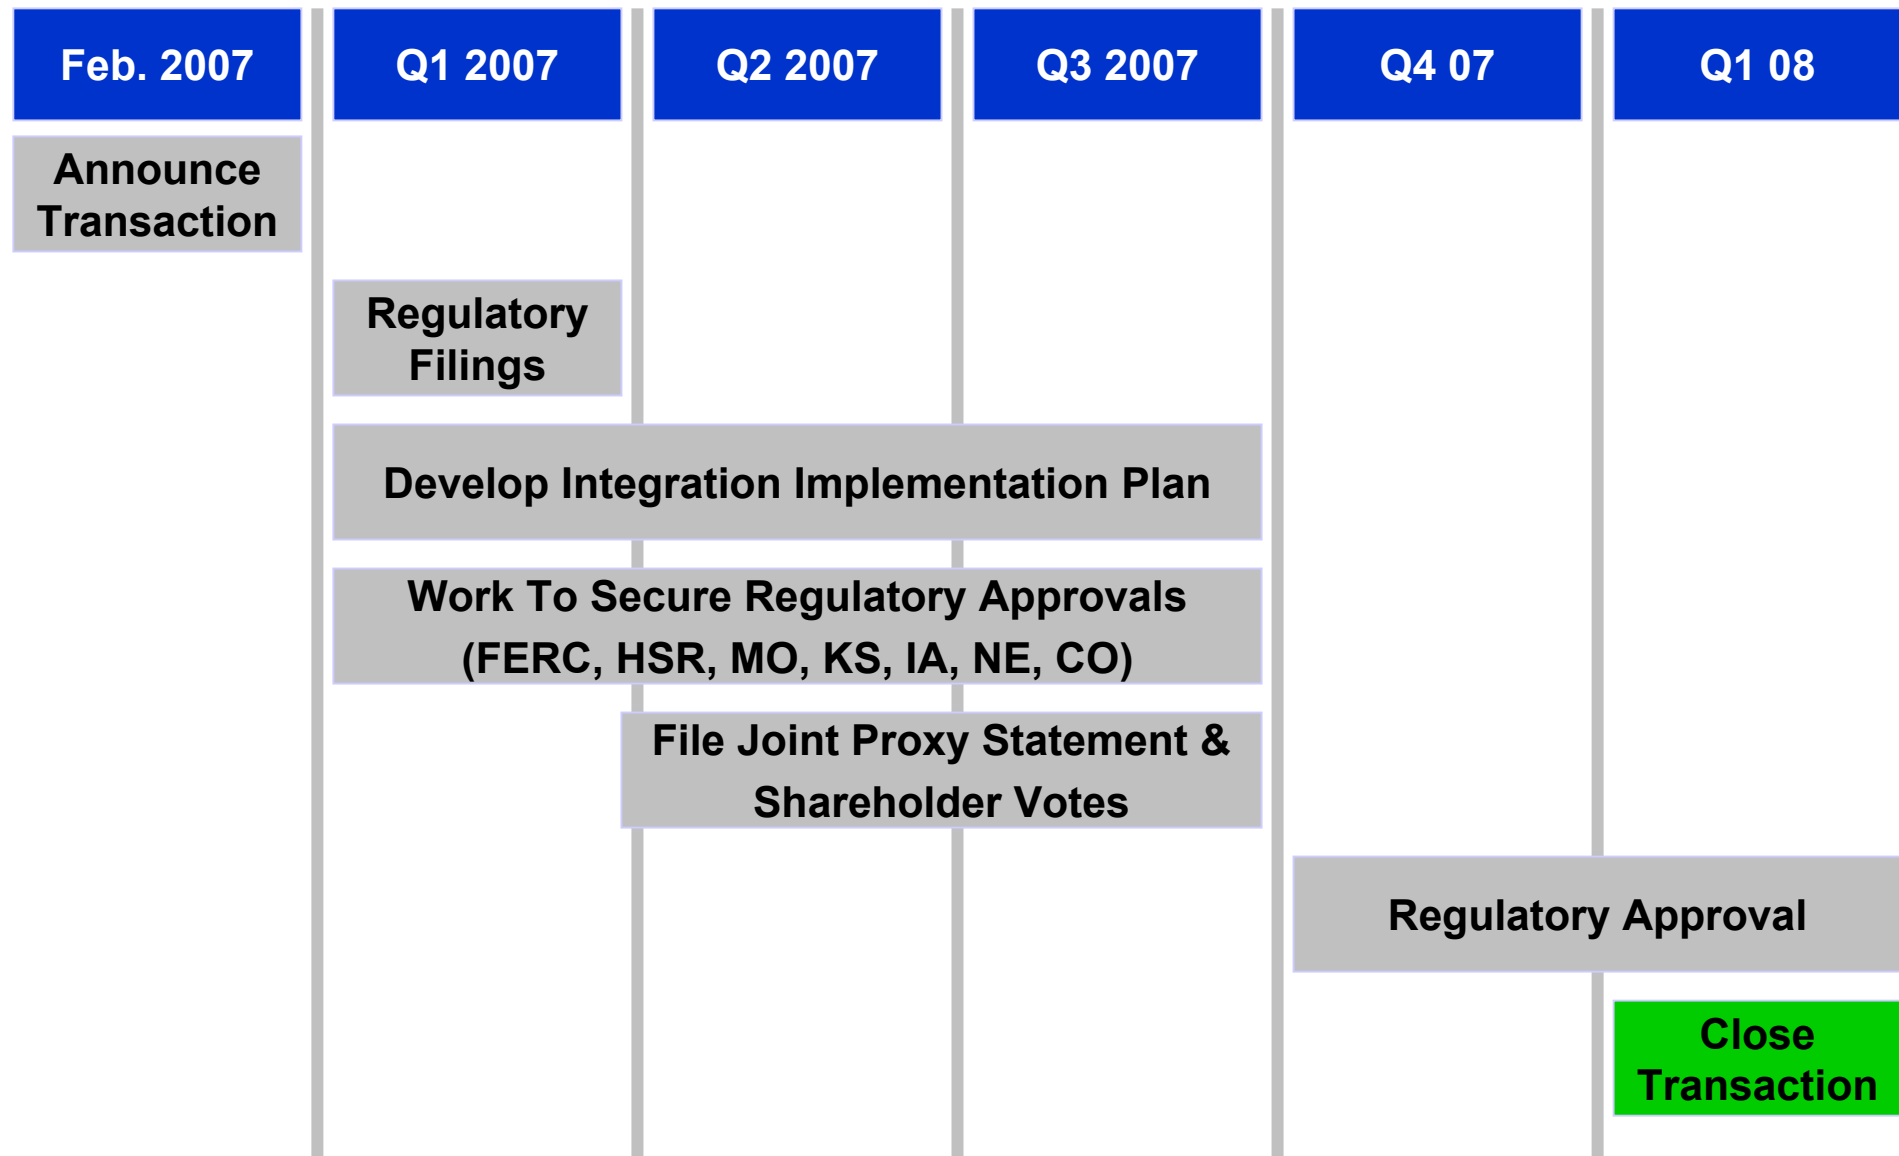 Feb. 2007
Q1 2007
Q2 2007
Q3 2007
Q4 07
Q1 08
Announce
Transaction
Regulatory
Filings
Develop Integration Implementation Plan
Work To Secure Regulatory Approvals
(FERC, HSR, MO, KS, IA, NE, CO)
File Joint Proxy Statement &
Shareholder Votes
Regulatory Approval
Close
Transaction